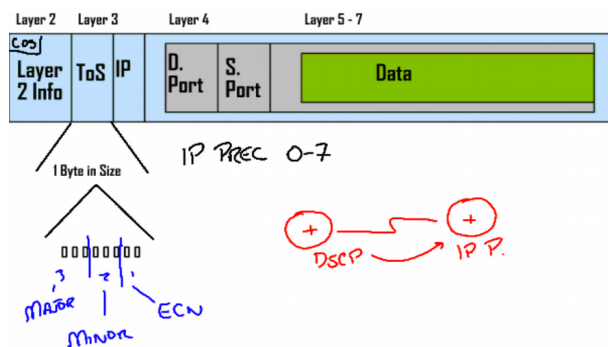 Layer 2 Layer 3 Layer 4 Layer 5 - 7
COS
Layer 2 Info
ToS
IP
D. Port
S. Port
Data
1 Byte in Size
IP PREC 0-7
3 2 1
MAJOR
MINOR
ECN
+ +
DSCP
IP P.